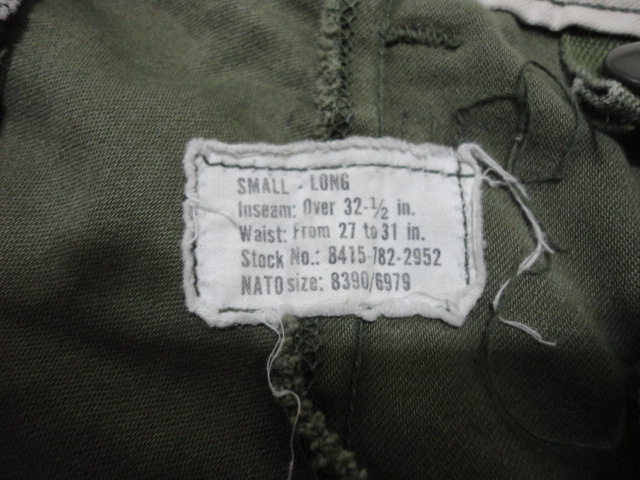 SMALL - LONG
Inseam: Over 32-½ in.
Waist: From 27 to 31 in.
Stock No.: 8415-782-2952
NATO size: 8390/6979